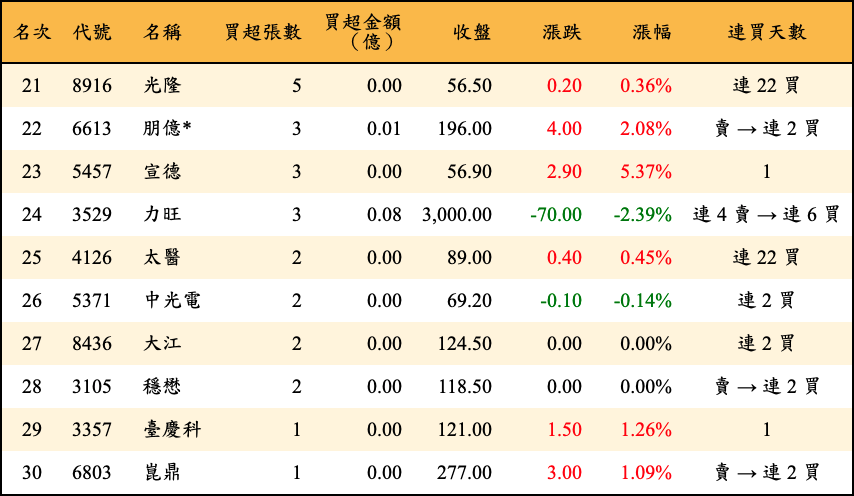 名次 代號 名稱 買超張數 買超金額（億） 收盤 漲跌 漲幅 連買天數
21 8916 光隆 5 0.00 56.50 0.20 0.36% 連 22 買
22 6613 朋億* 3 0.01 196.00 4.00 2.08% 賣 → 連 2 買
23 5457 宣德 3 0.00 56.90 2.90 5.37% 1
24 3529 力旺 3 0.08 3,000.00 -70.00 -2.39% 連 4 賣 → 連 6 買
25 4126 太醫 2 0.00 89.00 0.40 0.45% 連 22 買
26 5371 中光電 2 0.00 69.20 -0.10 -0.14% 連 2 買
27 8436 大江 2 0.00 124.50 0.00 0.00% 連 2 買
28 3105 穩懋 2 0.00 118.50 0.00 0.00% 賣 → 連 2 買
29 3357 臺慶科 1 0.00 121.00 1.50 1.26% 1
30 6803 崑鼎 1 0.00 277.00 3.00 1.09% 賣 → 連 2 買